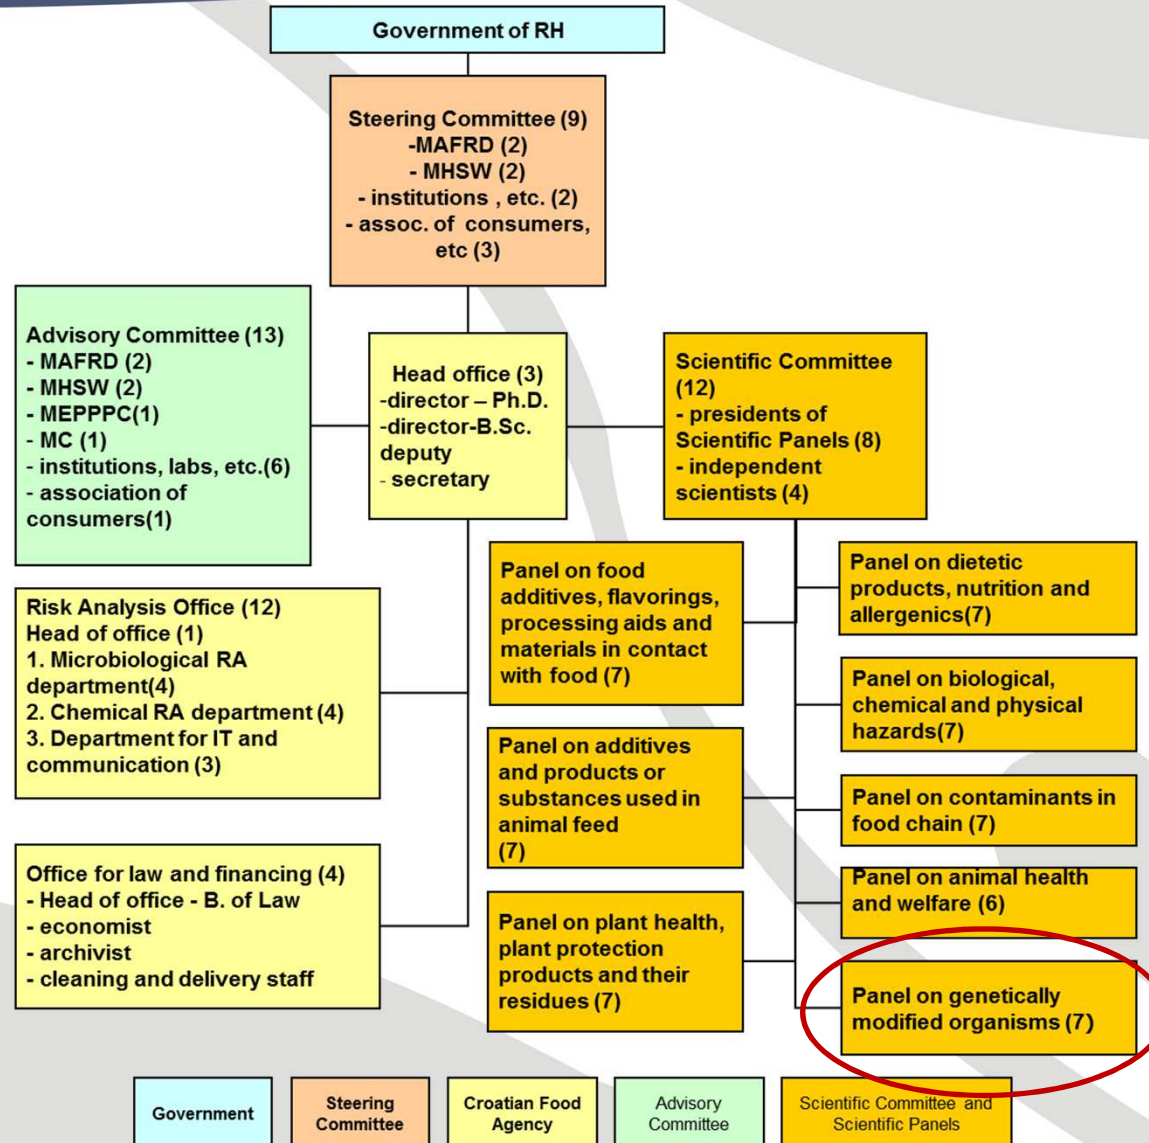 Government of RH
Steering Committee (9)
-MAFRD (2)
- MHSW (2)
- institutions , etc. (2)
- assoc. of consumers,
etc (3)
Advisory Committee (13)
- MAFRD (2)
- MHSW (2)
- MEPPPC(1)
- MC (1)
- institutions, labs, etc.(6)
- association of
consumers(1)
Head office (3)
-director – Ph.D.
-director-B.Sc.
deputy
- secretary
Scientific Committee
(12)
- presidents of
Scientific Panels (8)
- independent
scientists (4)
Risk Analysis Office (12)
Head of office (1)
1. Microbiological RA
department(4)
2. Chemical RA department (4)
3. Department for IT and
communication (3)
Office for law and financing (4)
- Head of office - B. of Law
- economist
- archivist
- cleaning and delivery staff
Panel on food
additives, flavorings,
processing aids and
materials in contact
with food (7)
Panel on additives
and products or
substances used in
animal feed
(7)
Panel on plant health,
plant protection
products and their
residues (7)
Panel on dietetic
products, nutrition and
allergenics(7)
Panel on biological,
chemical and physical
hazards(7)
Panel on contaminants in
food chain (7)
Panel on animal health
and welfare (6)
Panel on genetically
modified organisms (7)
Government
Steering
Committee
Croatian Food
Agency
Advisory
Committee
Scientific Committee and
Scientific Panels